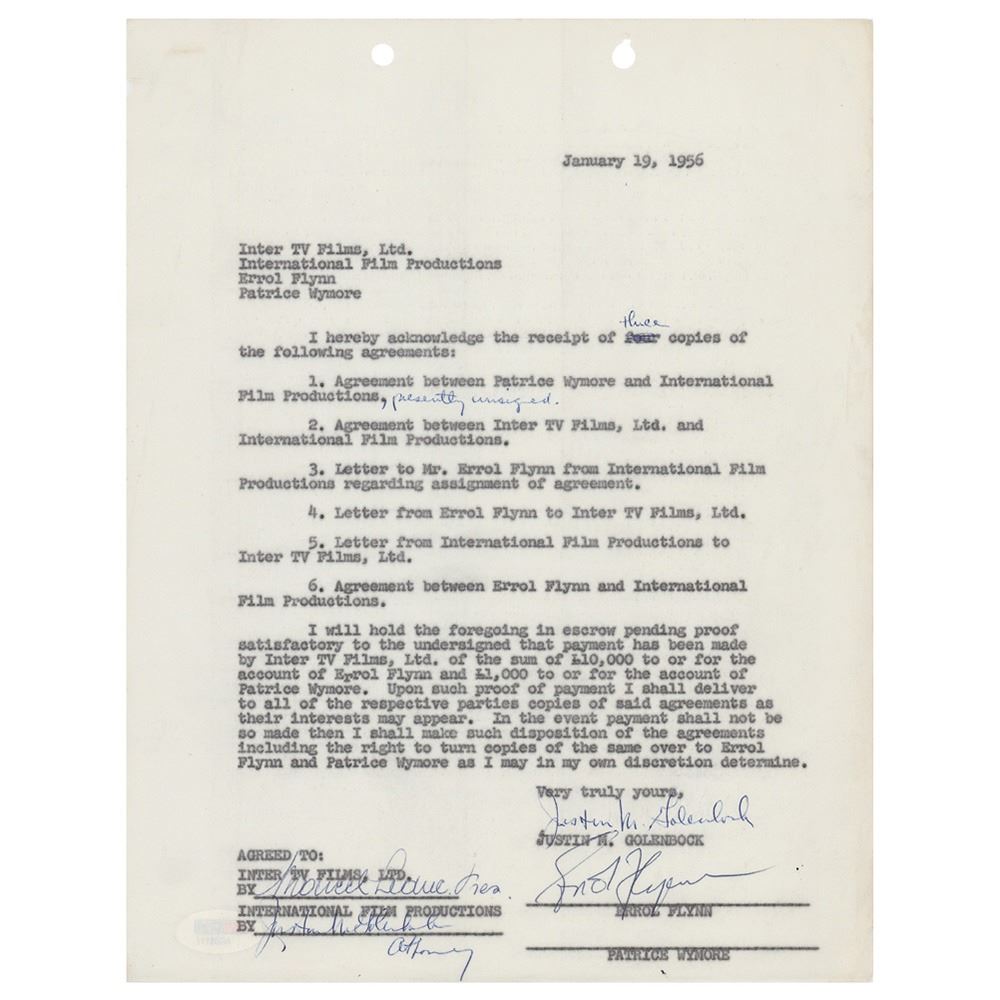 January 19, 1956
Inter TV Films, Ltd.
International Film Productions
Errol Flynn
Patrice Wymore
three
I hereby acknowledge the receipt of four copies of
the following agreements:
1. Agreement between Patrice Wymore and International
Film Productions, presently unsigned.
2. Agreement between Inter TV Films, Ltd. and
International Film Productions.
3. Letter to Mr. Errol Flynn from International Film
Productions regarding assignment of agreement.
4. Letter from Errol Flynn to Inter TV Films, Ltd.
5. Letter from International Film Productions to
Inter TV Films, Ltd.
6. Agreement between Errol Flynn and International
Film Productions.
I will hold the foregoing in escrow pending proof
satisfactory to the undersigned that payment has been made
by Inter TV Films, Ltd. of the sum of £10,000 to or for the
account of Errol Flynn and £1,000 to or for the account of
Patrice Wymore. Upon such proof of payment I shall deliver
to all of the respective parties copies of said agreements as
their interests may appear. In the event payment shall not be
so made then I shall make such disposition of the agreements
including the right to turn copies of the same over to Errol
Flynn and Patrice Wymore as I may in my own discretion determine.
Very truly yours,
Justin M. Golenbock
JUSTIN M. GOLENBOCK
AGREED TO:
INTER TV FILMS, LTD.
BY Marcel Leduc. Pres.
Errol Flynn
ERROL FLYNN
INTERNATIONAL FILM PRODUCTIONS
BY Justin M Golenbock
Attorney
PATRICE WYMORE